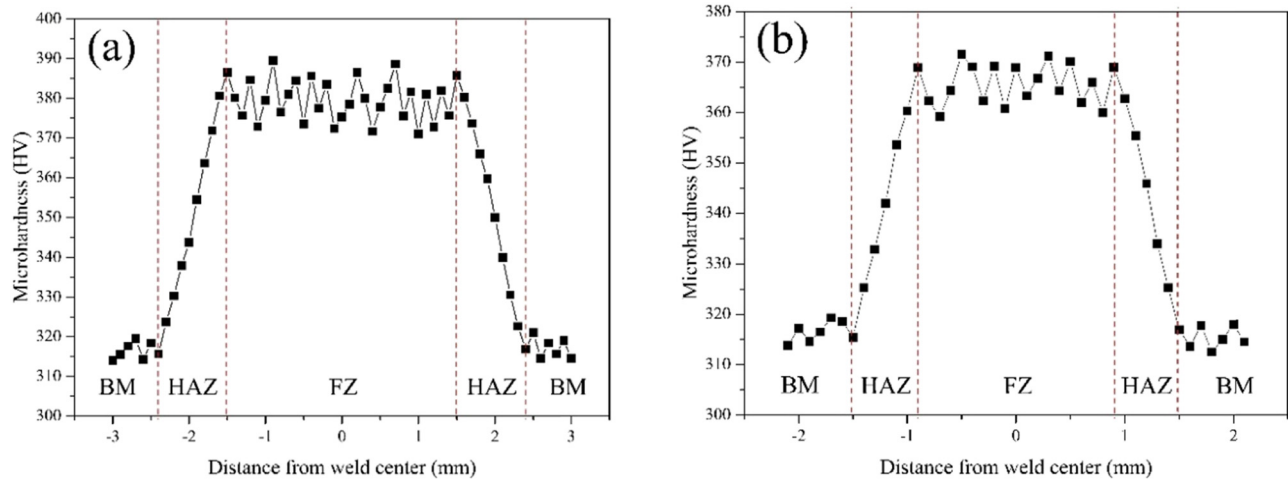 (a)
Microhardness (HV)
400
390
380
370
360
350
340
330
320
310
300
BM HAZ FZ HAZ BM
-3 -2 -1 0 1 2 3
Distance from weld center (mm)
(b)
Microhardness (HV)
380
370
360
350
340
330
320
310
300
BM HAZ FZ HAZ BM
-2 -1 0 1 2
Distance from weld center (mm)